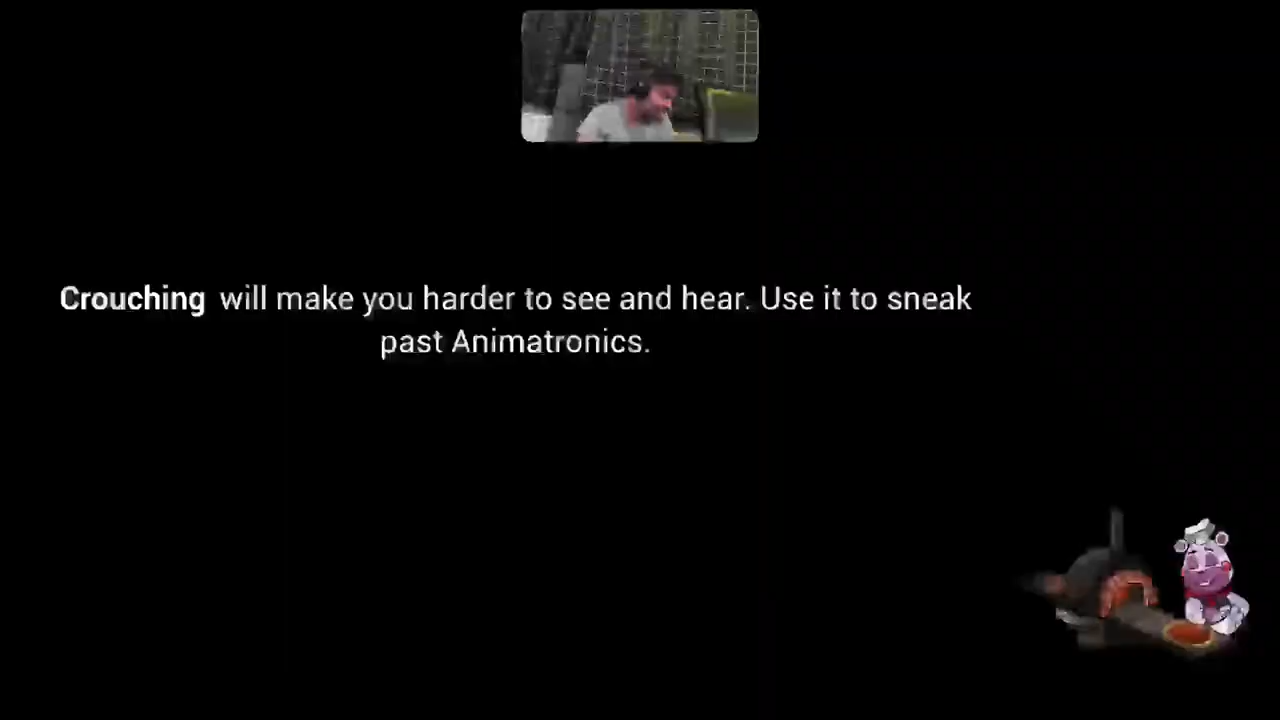 Crouching will make you harder to see and hear. Use it to sneak
past Animatronics.